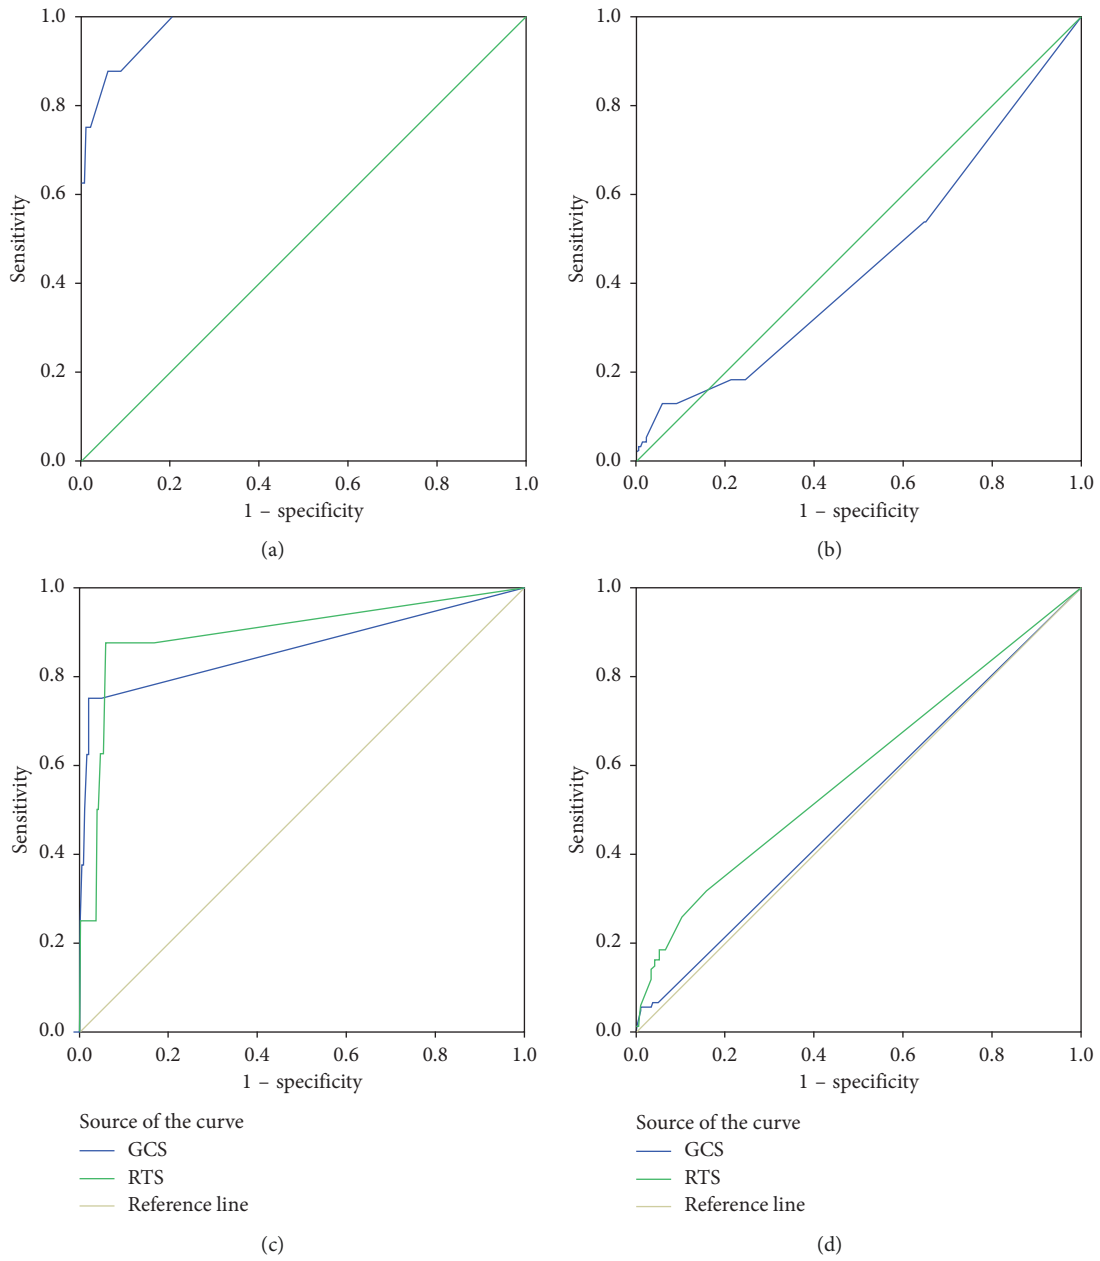 1.0
0.8
0.6
0.4
0.2
0.0
Sensitivity
0.0 0.2 0.4 0.6 0.8 1.0
1 – specificity
(a)
1.0
0.8
0.6
0.4
0.2
0.0
Sensitivity
0.0 0.2 0.4 0.6 0.8 1.0
1 – specificity
(b)
1.0
0.8
0.6
0.4
0.2
0.0
Sensitivity
0.0 0.2 0.4 0.6 0.8 1.0
1 – specificity
Source of the curve
GCS
RTS
Reference line
(c)
1.0
0.8
0.6
0.4
0.2
0.0
Sensitivity
0.0 0.2 0.4 0.6 0.8 1.0
1 – specificity
Source of the curve
GCS
RTS
Reference line
(d)